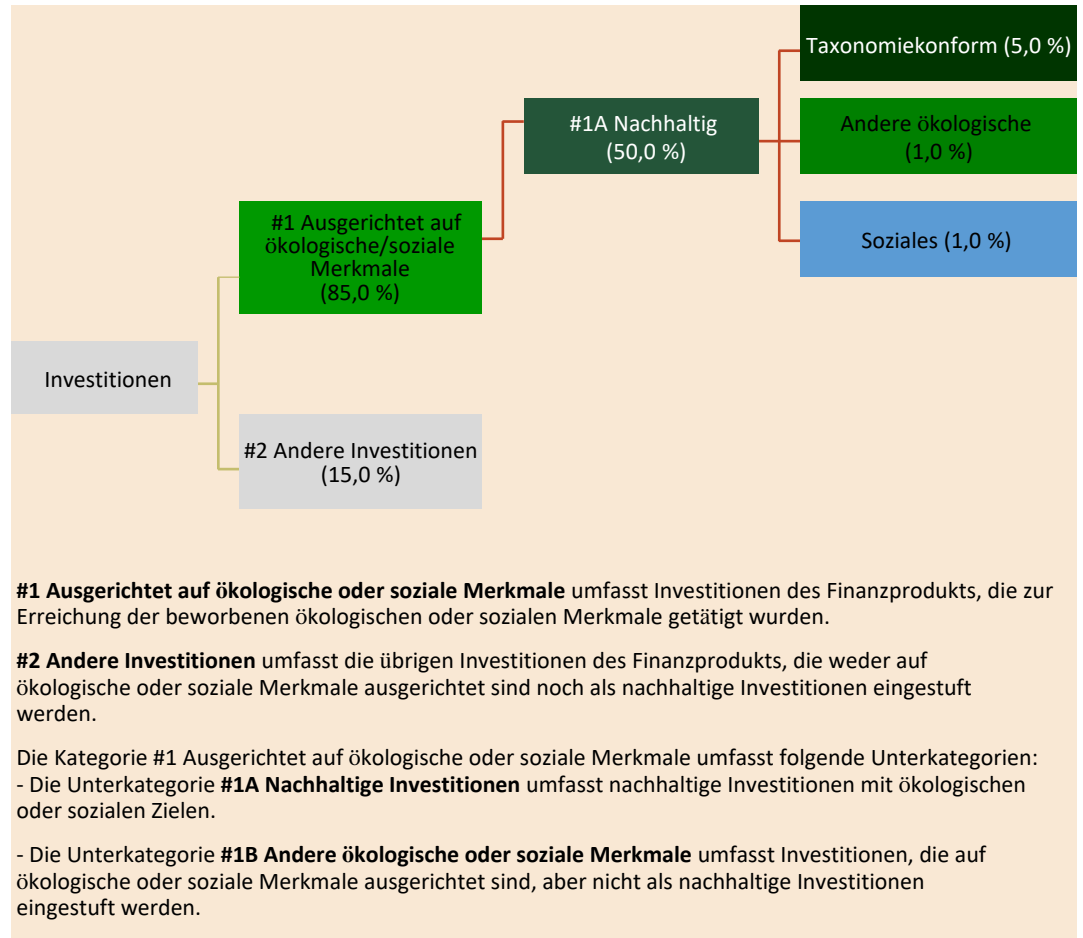 Taxonomiekonform (5,0 %)
#1A Nachhaltig
(50,0 %)
Andere ökologische
(1,0 %)
#1 Ausgerichtet auf
ökologische/soziale
Merkmale
(85,0 %)
Soziales (1,0 %)
Investitionen
#2 Andere Investitionen
(15,0 %)
#1 Ausgerichtet auf ökologische oder soziale Merkmale umfasst Investitionen des Finanzprodukts, die zur
Erreichung der beworbenen ökologischen oder sozialen Merkmale getätigt wurden.
#2 Andere Investitionen umfasst die übrigen Investitionen des Finanzprodukts, die weder auf
ökologische oder soziale Merkmale ausgerichtet sind noch als nachhaltige Investitionen eingestuft
werden.
Die Kategorie #1 Ausgerichtet auf ökologische oder soziale Merkmale umfasst folgende Unterkategorien:
- Die Unterkategorie #1A Nachhaltige Investitionen umfasst nachhaltige Investitionen mit ökologischen
oder sozialen Zielen.
- Die Unterkategorie #1B Andere ökologische oder soziale Merkmale umfasst Investitionen, die auf
ökologische oder soziale Merkmale ausgerichtet sind, aber nicht als nachhaltige Investitionen
eingestuft werden.